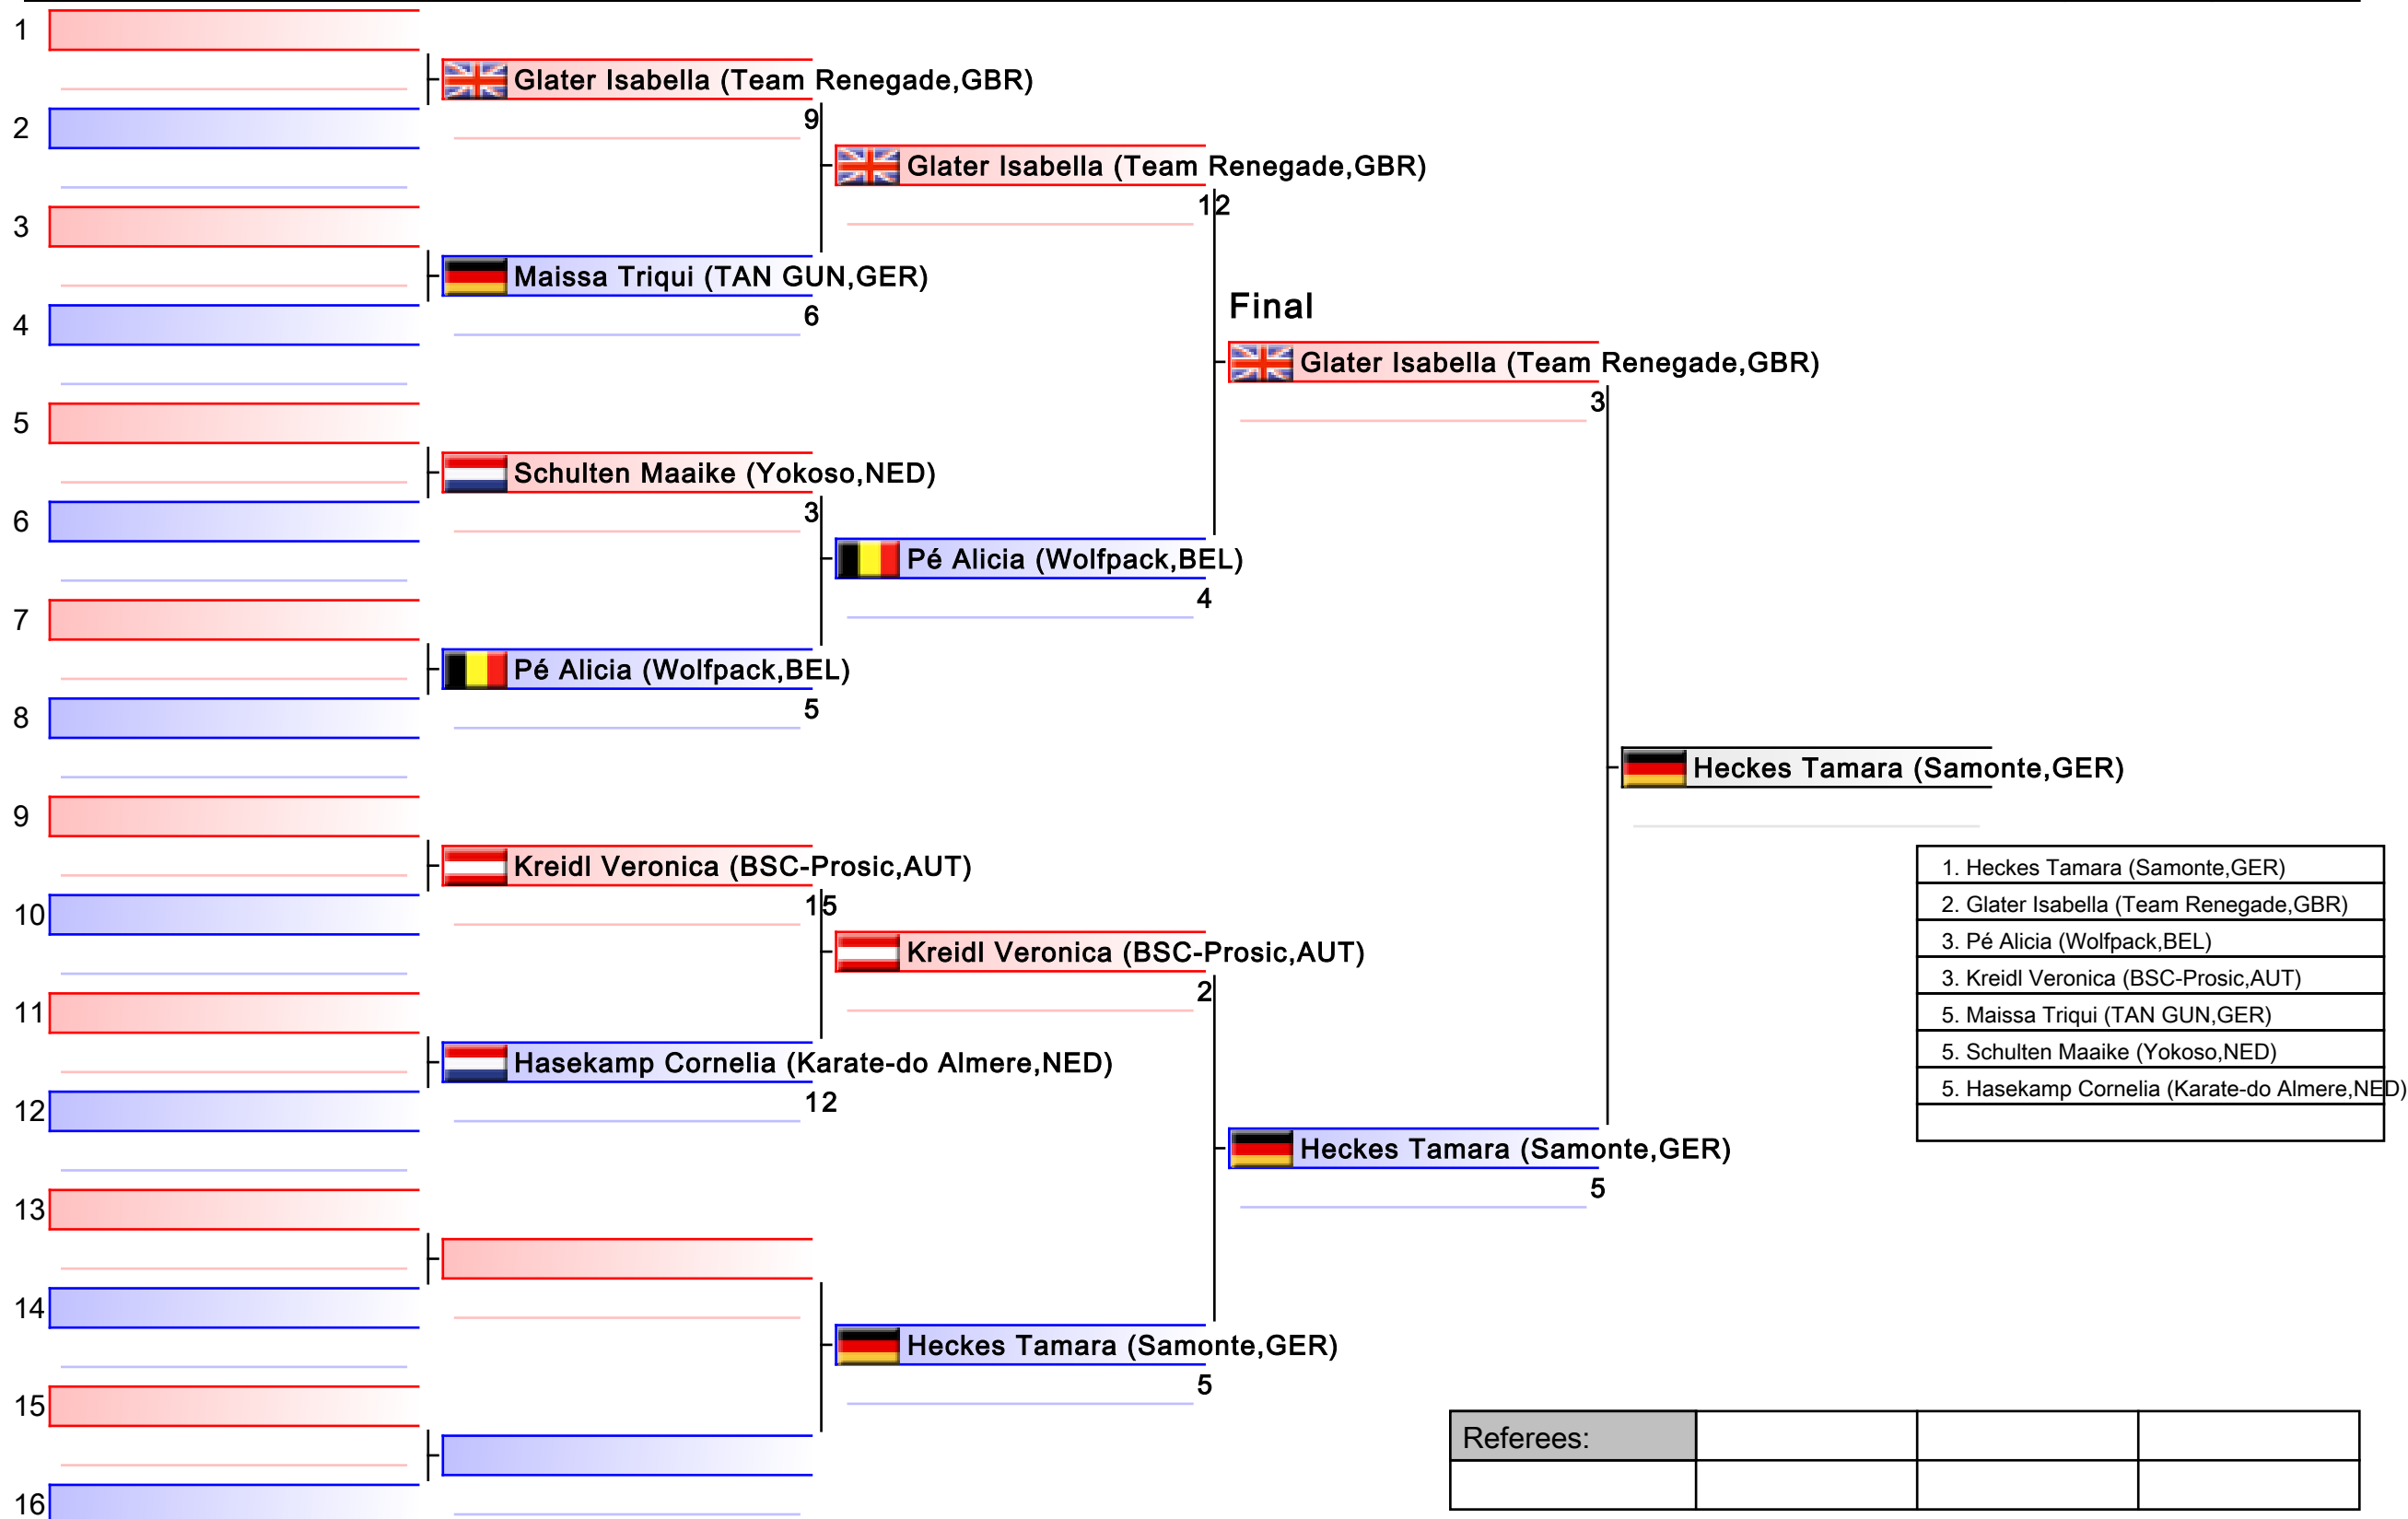 1
Glater Isabella (Team Renegade,GBR)
9
2
Glater Isabella (Team Renegade,GBR)
12
3
Maissa Triqui (TAN GUN,GER)
6
4
Final
Glater Isabella (Team Renegade,GBR)
3
5
Schulten Maaike (Yokoso,NED)
3
6
Pé Alicia (Wolfpack,BEL)
4
7
Pé Alicia (Wolfpack,BEL)
5
8
Heckes Tamara (Samonte,GER)
9
Kreidl Veronica (BSC-Prosic,AUT)
15
10
Kreidl Veronica (BSC-Prosic,AUT)
2
11
Hasekamp Cornelia (Karate-do Almere,NED)
12
12
Heckes Tamara (Samonte,GER)
5
13
14
Heckes Tamara (Samonte,GER)
5
15
16
1. Heckes Tamara (Samonte,GER)
2. Glater Isabella (Team Renegade,GBR)
3. Pé Alicia (Wolfpack,BEL)
3. Kreidl Veronica (BSC-Prosic,AUT)
5. Maissa Triqui (TAN GUN,GER)
5. Schulten Maaike (Yokoso,NED)
5. Hasekamp Cornelia (Karate-do Almere,NED)
Referees: